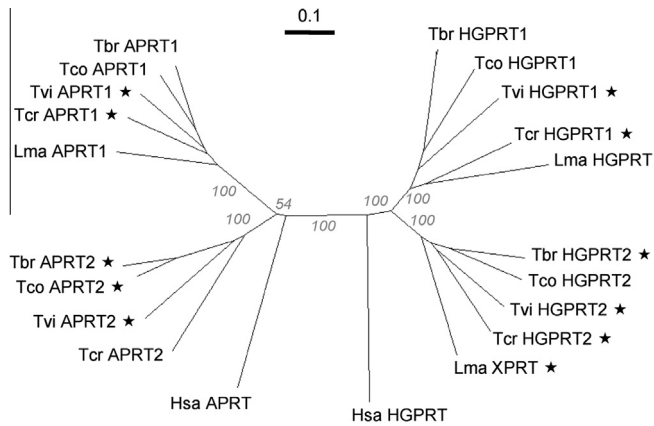 0.1
Tbr APRT1
Tco APRT1
Tvi APRT1 ★
Tcr APRT1 ★
Lma APRT1
Tbr HGPRT1
Tco HGPRT1
Tvi HGPRT1 ★
Tcr HGPRT1 ★
Lma HGPRT
100
54
100
100
100
100
100
Tbr APRT2 ★
Tco APRT2 ★
Tvi APRT2 ★
Tcr APRT2
Hsa APRT
Hsa HGPRT
Tbr HGPRT2 ★
Tco HGPRT2
Tvi HGPRT2 ★
Tcr HGPRT2 ★
Lma XPRT ★